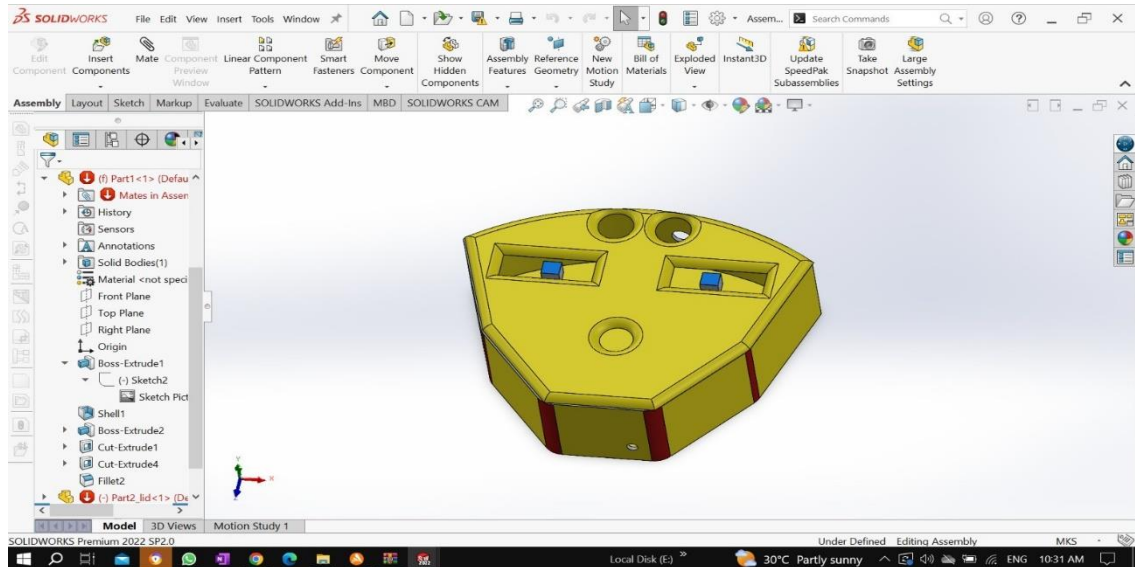 SOLIDWORKS File Edit View Insert Tools Window Assem... Search Commands
Edit Component
Insert Components
Mate
Component Preview Window
Linear Component Pattern
Smart Fasteners
Move Component
Show Hidden Components
Assembly Features
Reference Geometry
New Motion Study
Bill of Materials
Exploded View
Instant3D
Update SpeedPak Subassemblies
Take Snapshot
Large Assembly Settings
Assembly Layout Sketch Markup Evaluate SOLIDWORKS Add-Ins MBD SOLIDWORKS CAM
(f) Part1<1> (Defau
Mates in Assen
History
Sensors
Annotations
Solid Bodies(1)
Material <not speci
Front Plane
Top Plane
Right Plane
Origin
Boss-Extrude1
(-) Sketch2
Sketch Pict
Shell1
Boss-Extrude2
Cut-Extrude1
Cut-Extrude4
Fillet2
(-) Part2_lid<1> (De
Y
X
Z
Model 3D Views Motion Study 1
SOLIDWORKS Premium 2022 SP2.0 Under Defined Editing Assembly MKS
Local Disk (E:) 30°C Partly sunny ENG 10:31 AM